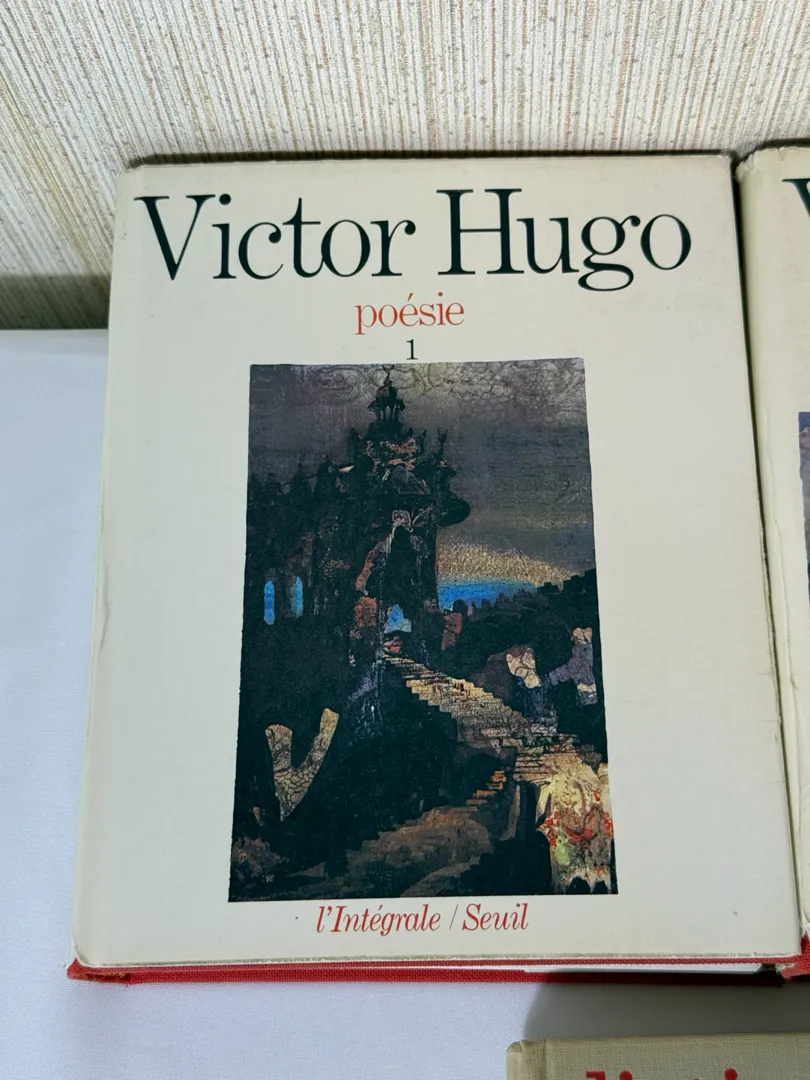 Victor Hugo
poésie
1
l'Intégrale / Seuil